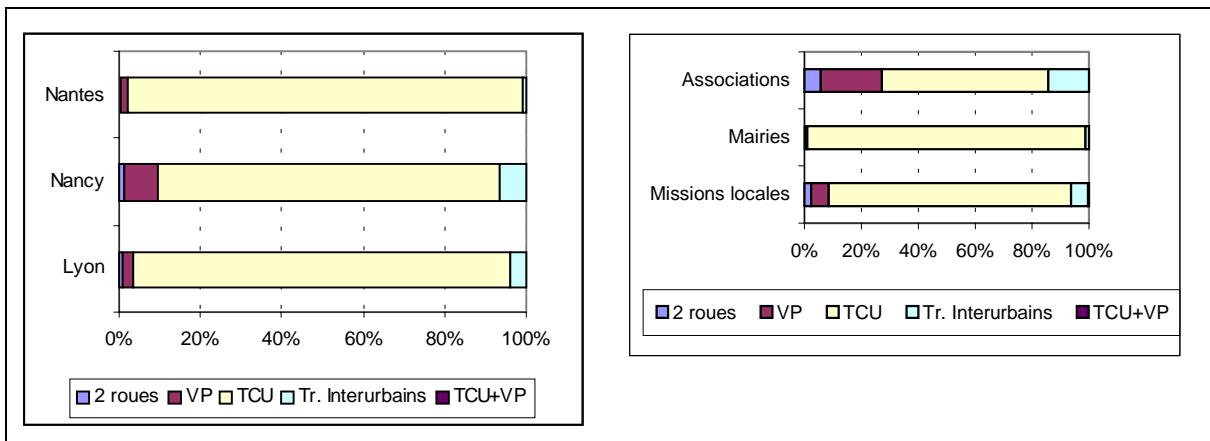 Nantes
Nancy
Lyon
0% 20% 40% 60% 80% 100%
2 roues VP TCU Tr. Interurbains TCU+VP
Associations
Mairies
Missions locales
0% 20% 40% 60% 80% 100%
2 roues VP TCU Tr. Interurbains TCU+VP